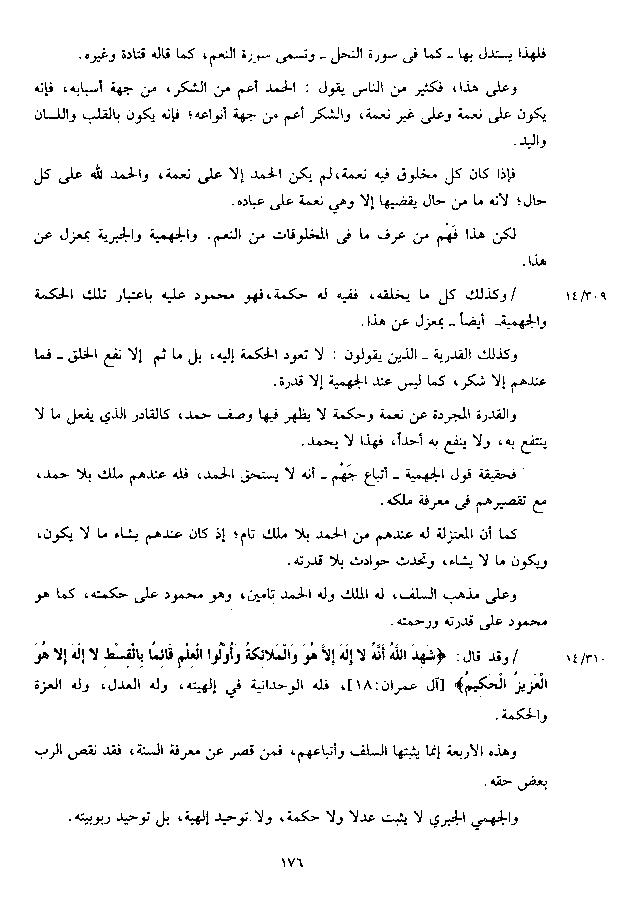 فلهذا يستدل بها ـ كما فى سورة النحل ـ وتسمى سورة النعم، كما قاله قتادة وغيره.
وعلى هذا، فكثير من الناس يقول : الحمد أعم من الشكر، من جهة أسبابه، فإنه
يكون على نعمة وعلى غير نعمة، والشكر أعم من جهة أنواعه؛ فإنه يكون بالقلب واللسان
واليد.
فإذا كان كل مخلوق فيه نعمة،لم يكن الحمد إلا على نعمة، والحمد لله على كل
حال؛ لأنه ما من حال يقضيها إلا وهي نعمة على عباده.
لكن هذا فَهْم من عرف ما فى المخلوقات من النعم. والجهمية والجبرية بمعزل عن
هذا.
١٤/٣٠٩ / وكذلك كل ما يخلقه، ففيه له حكمة،فهو محمود عليه باعتبار تلك الحكمة
والجهميةـ أيضاً ـ بمعزل عن هذا.
وكذلك القدرية ـ الذين يقولون : لا تعود الحكمة إليه، بل ما ثم إلا نفع الخلق ـ فما
عندهم إلا شكر، كما ليس عند الجهمية إلا قدرة.
والقدرة المجردة عن نعمة وحكمة لا يظهر فيها وصف حمد، كالقادر الذي يفعل ما لا
ينتفع به، ولا ينفع به أحداً، فهذا لا يحمد.
فحقيقة قول الجهمية ـ أتباع جَهْم ـ أنه لا يستحق الحمد، فله عندهم ملك بلا حمد،
مع تقصيرهم فى معرفة ملكه.
كما أن المعتزلة له عندهم من الحمد بلا ملك تام؛ إذ كان عندهم يشاء ما لا يكون،
ويكون ما لا يشاء، وتحدث حوادث بلا قدرته.
وعلى مذهب السلف، له الملك وله الحمد تامين، وهو محمود على حكمته، كما هو
محمود على قدرته ورحمته.
١٤/٣١٠ / وقد قال: ﴿شَهِدَ اللَّهُ أَنَّهُ لا إِلَهَ إِلاَّ هُوَ وَالْمَلائِكَةُ وَأُوْلُوا الْعِلْمِ قَائِمًا بِالْقِسْطِ لا إِلَهَ إِلا هُوَ
الْعَزِيزُ الْحَكِيمُ﴾ [آل عمران:١٨]، فله الوحدانية في إلهيته، وله العدل، وله العزة
والحكمة.
وهذه الأربعة إنما يثبتها السلف وأتباعهم، فمن قصر عن معرفة السنة، فقد نقص الرب
بعض حقه.
والجهمي الجبري لا يثبت عدلا ولا حكمة، ولا توحيد إلهية، بل توحيد ربوبيته.
١٧٦